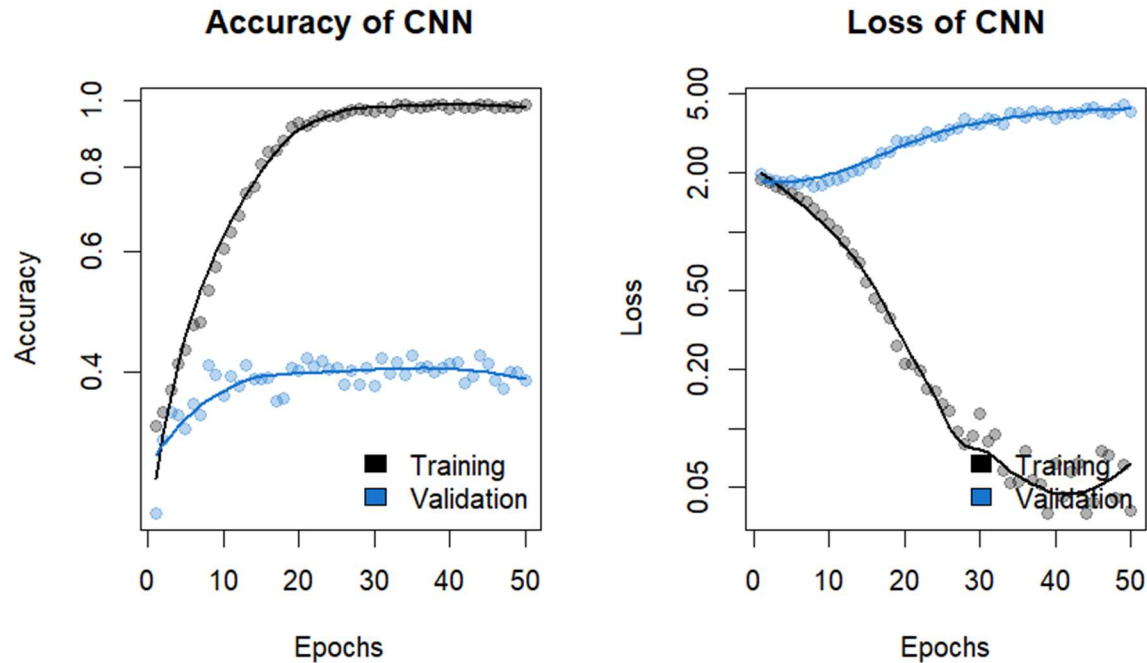 Accuracy of CNN
Accuracy
1.0
0.8
0.6
0.4
Training
Validation
0 10 20 30 40 50
Epochs
Loss of CNN
Loss
5.00
2.00
0.50
0.20
0.05
Training
Validation
0 10 20 30 40 50
Epochs